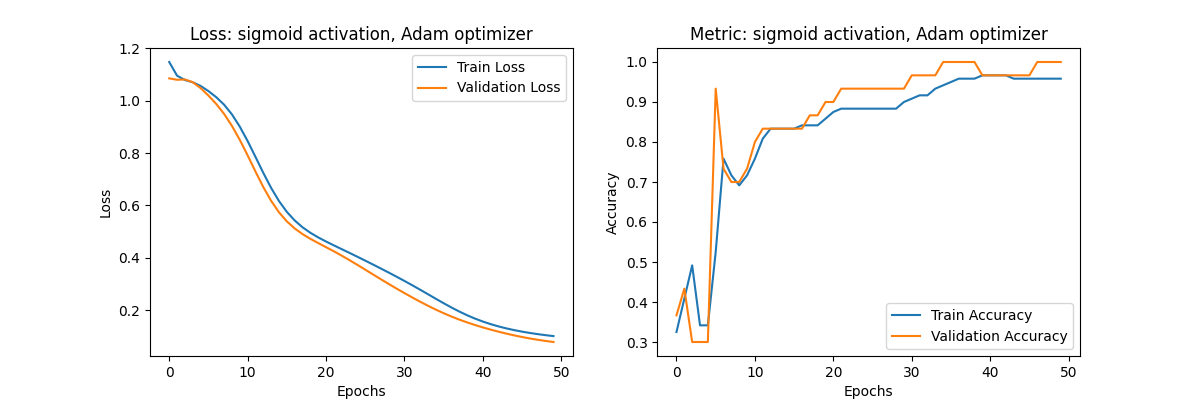 Loss: sigmoid activation, Adam optimizer
1.2
1.0
0.8
0.6
0.4
0.2
Loss
Train Loss
Validation Loss
0 10 20 30 40 50
Epochs
Metric: sigmoid activation, Adam optimizer
1.0
0.9
0.8
0.7
0.6
0.5
0.4
0.3
Accuracy
Train Accuracy
Validation Accuracy
0 10 20 30 40 50
Epochs